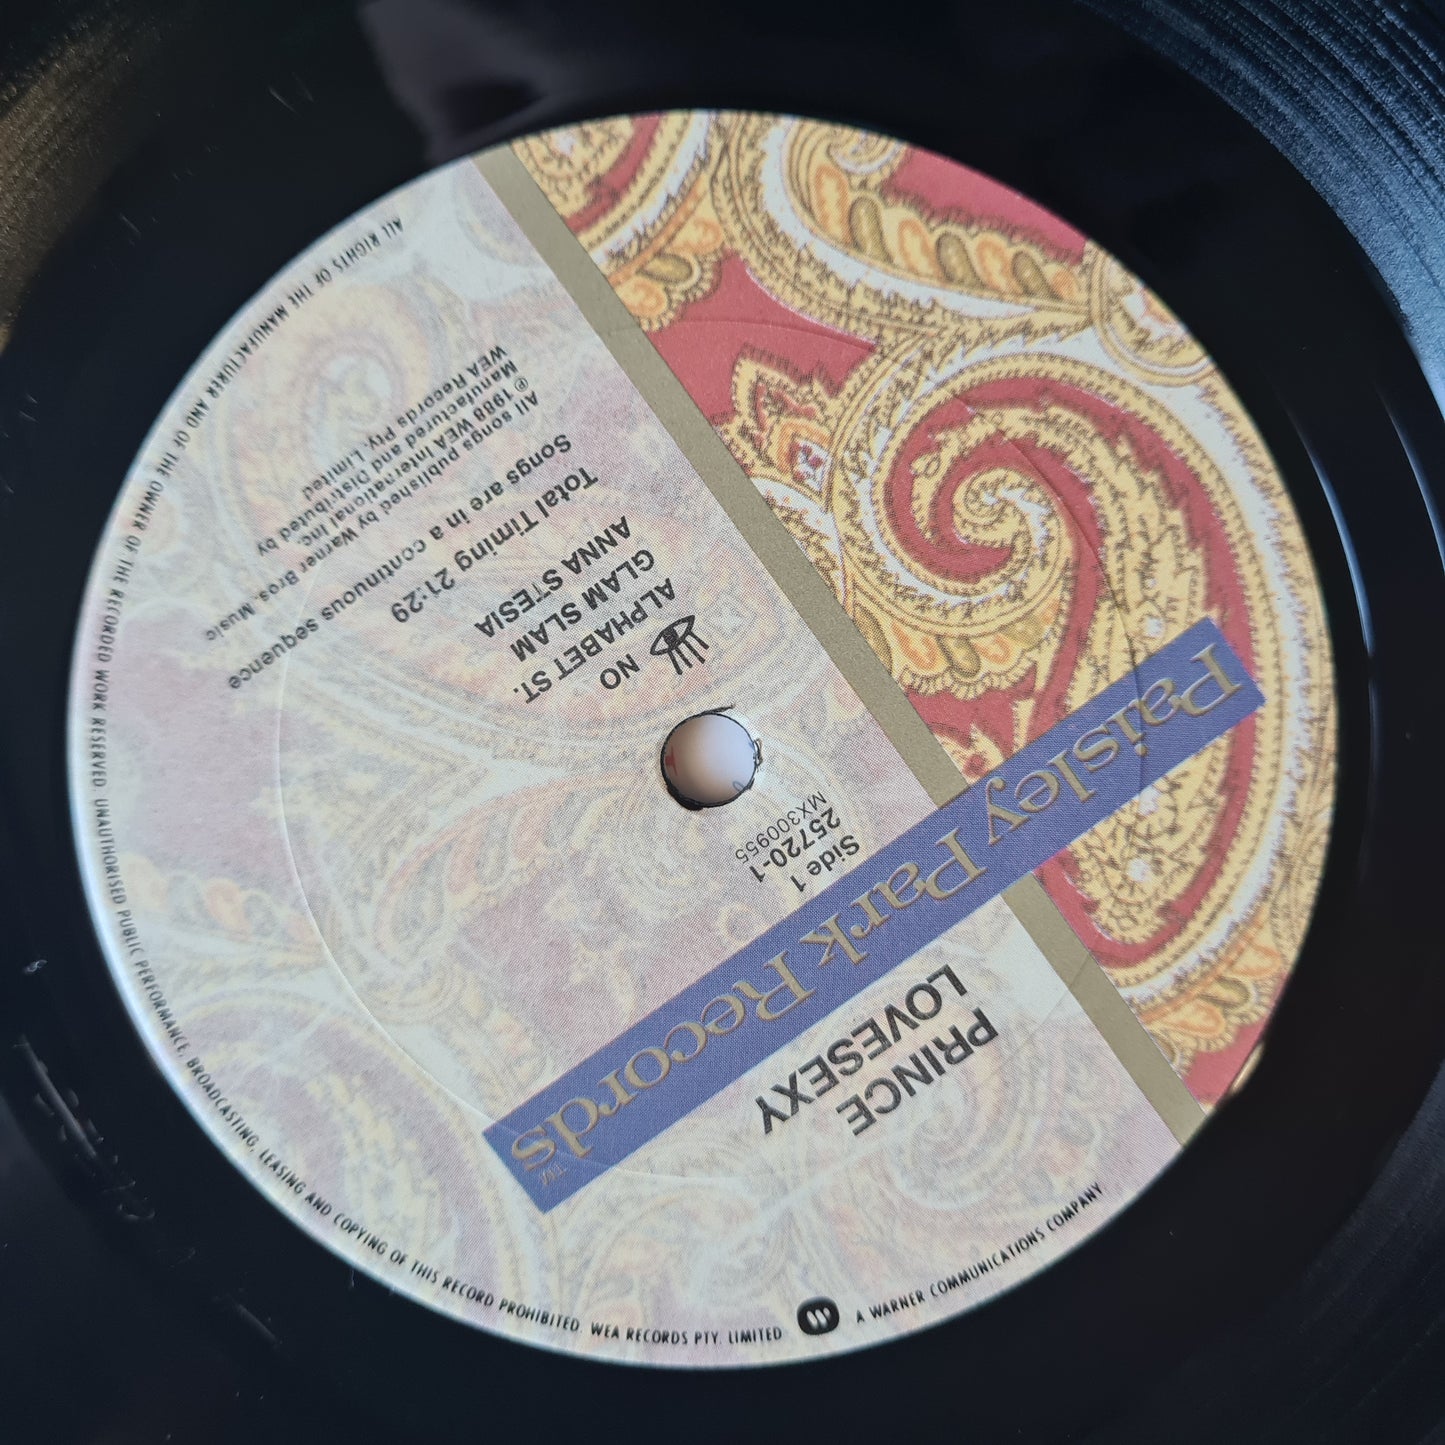 PRINCE
LOVESEXY
Paisley Park Records™
Side 1
25720-1
MX300955
NO
ALPHABET ST.
GLAM SLAM
ANNA STESIA
Total Timing 21:29
Songs are in a continuous sequence
All songs published by Warner Bros. Music
℗ 1988 WEA International Inc.
Manufactured and Distributed by
WEA Records Pty. Limited
ALL RIGHTS OF THE MANUFACTURER AND OF THE OWNER OF THE RECORDED WORK RESERVED UNAUTHORISED PUBLIC PERFORMANCE, BROADCASTING, LEASING AND COPYING OF THIS RECORD PROHIBITED. WEA RECORDS PTY. LIMITED
A WARNER COMMUNICATIONS COMPANY